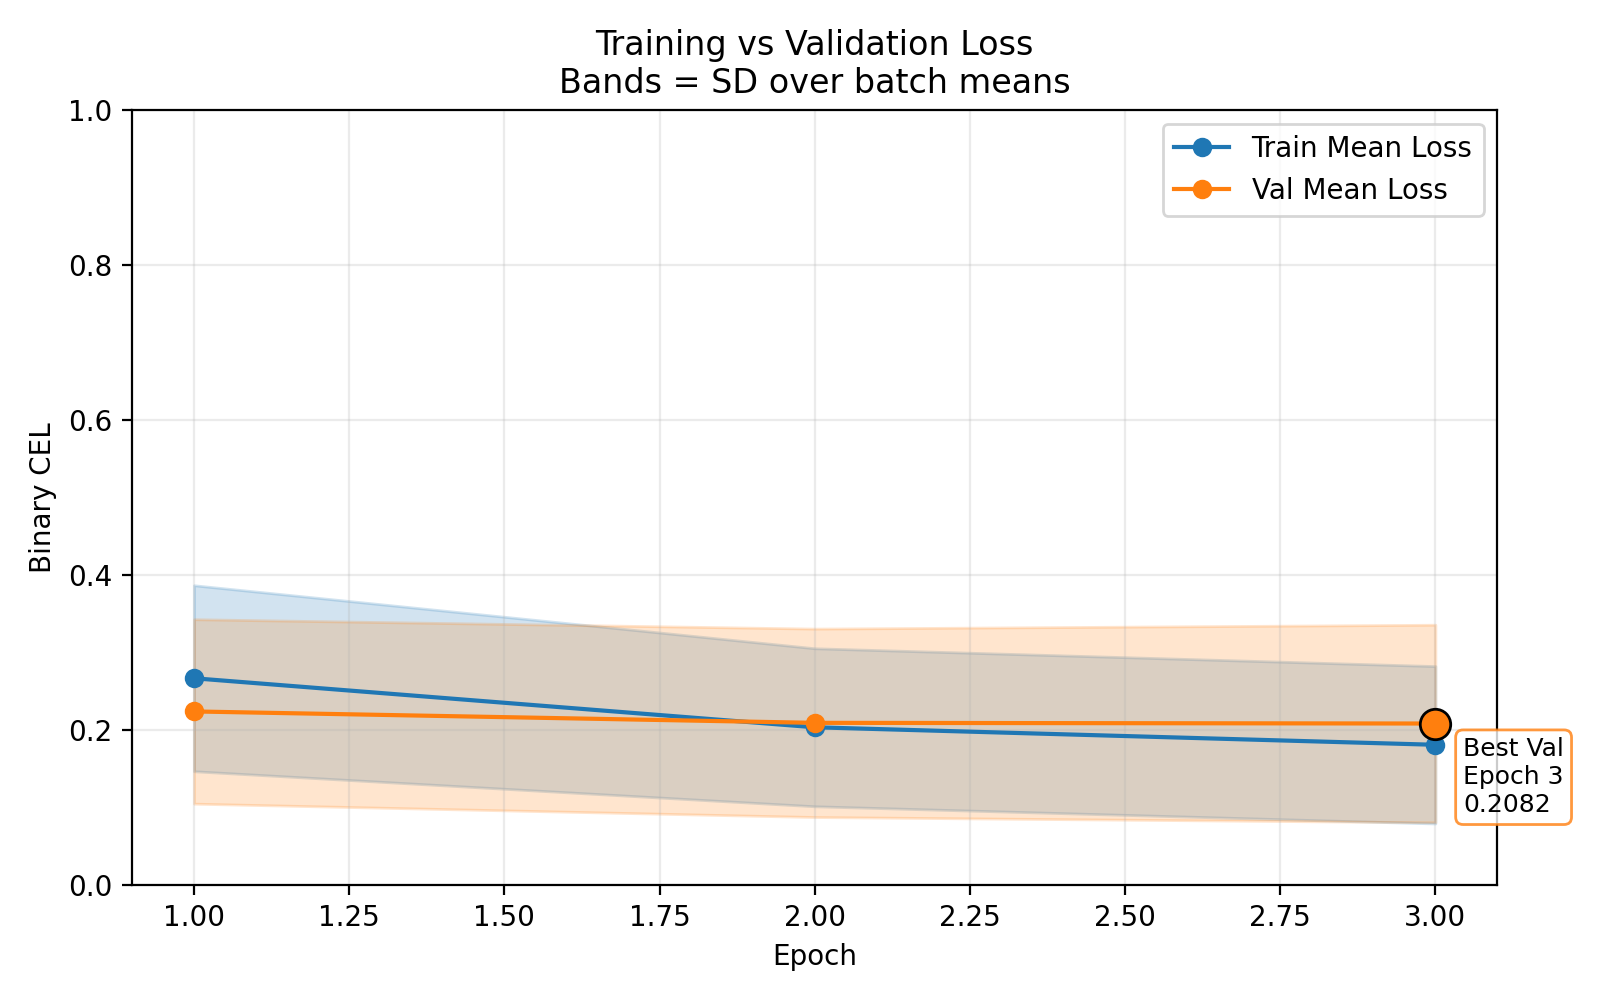 Training vs Validation Loss
Bands = SD over batch means
1.0
0.8
0.6
0.4
0.2
0.0
Binary CEL
Train Mean Loss
Val Mean Loss
Best Val
Epoch 3
0.2082
1.00 1.25 1.50 1.75 2.00 2.25 2.50 2.75 3.00
Epoch